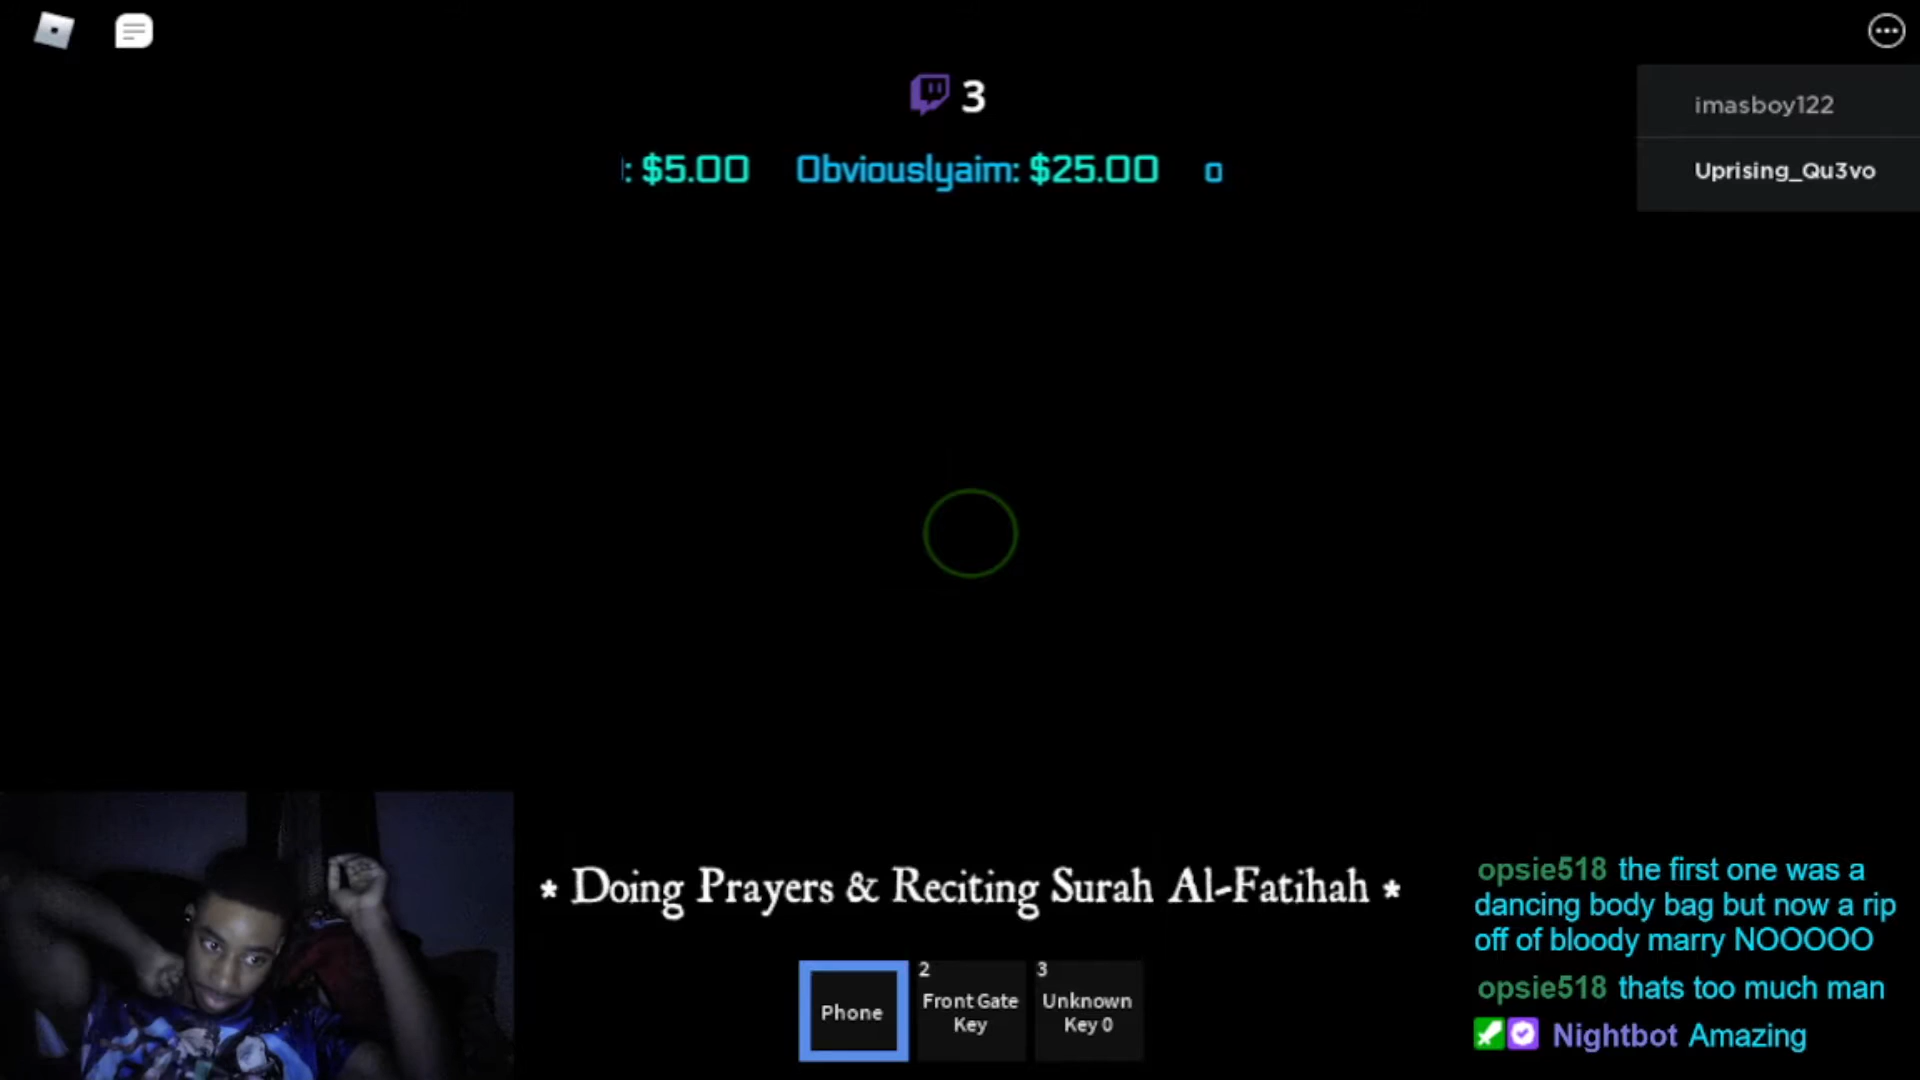 3
: $5.00 Obviouslyaim: $25.00 o
imasboy122
Uprising_Qu3vo
* Doing Prayers & Reciting Surah Al-Fatihah *
Phone
2
Front Gate
Key
3
Unknown
Key 0
opsie518 the first one was a
dancing body bag but now a rip
off of bloody marry NOOOOO
opsie518 thats too much man
Nightbot Amazing